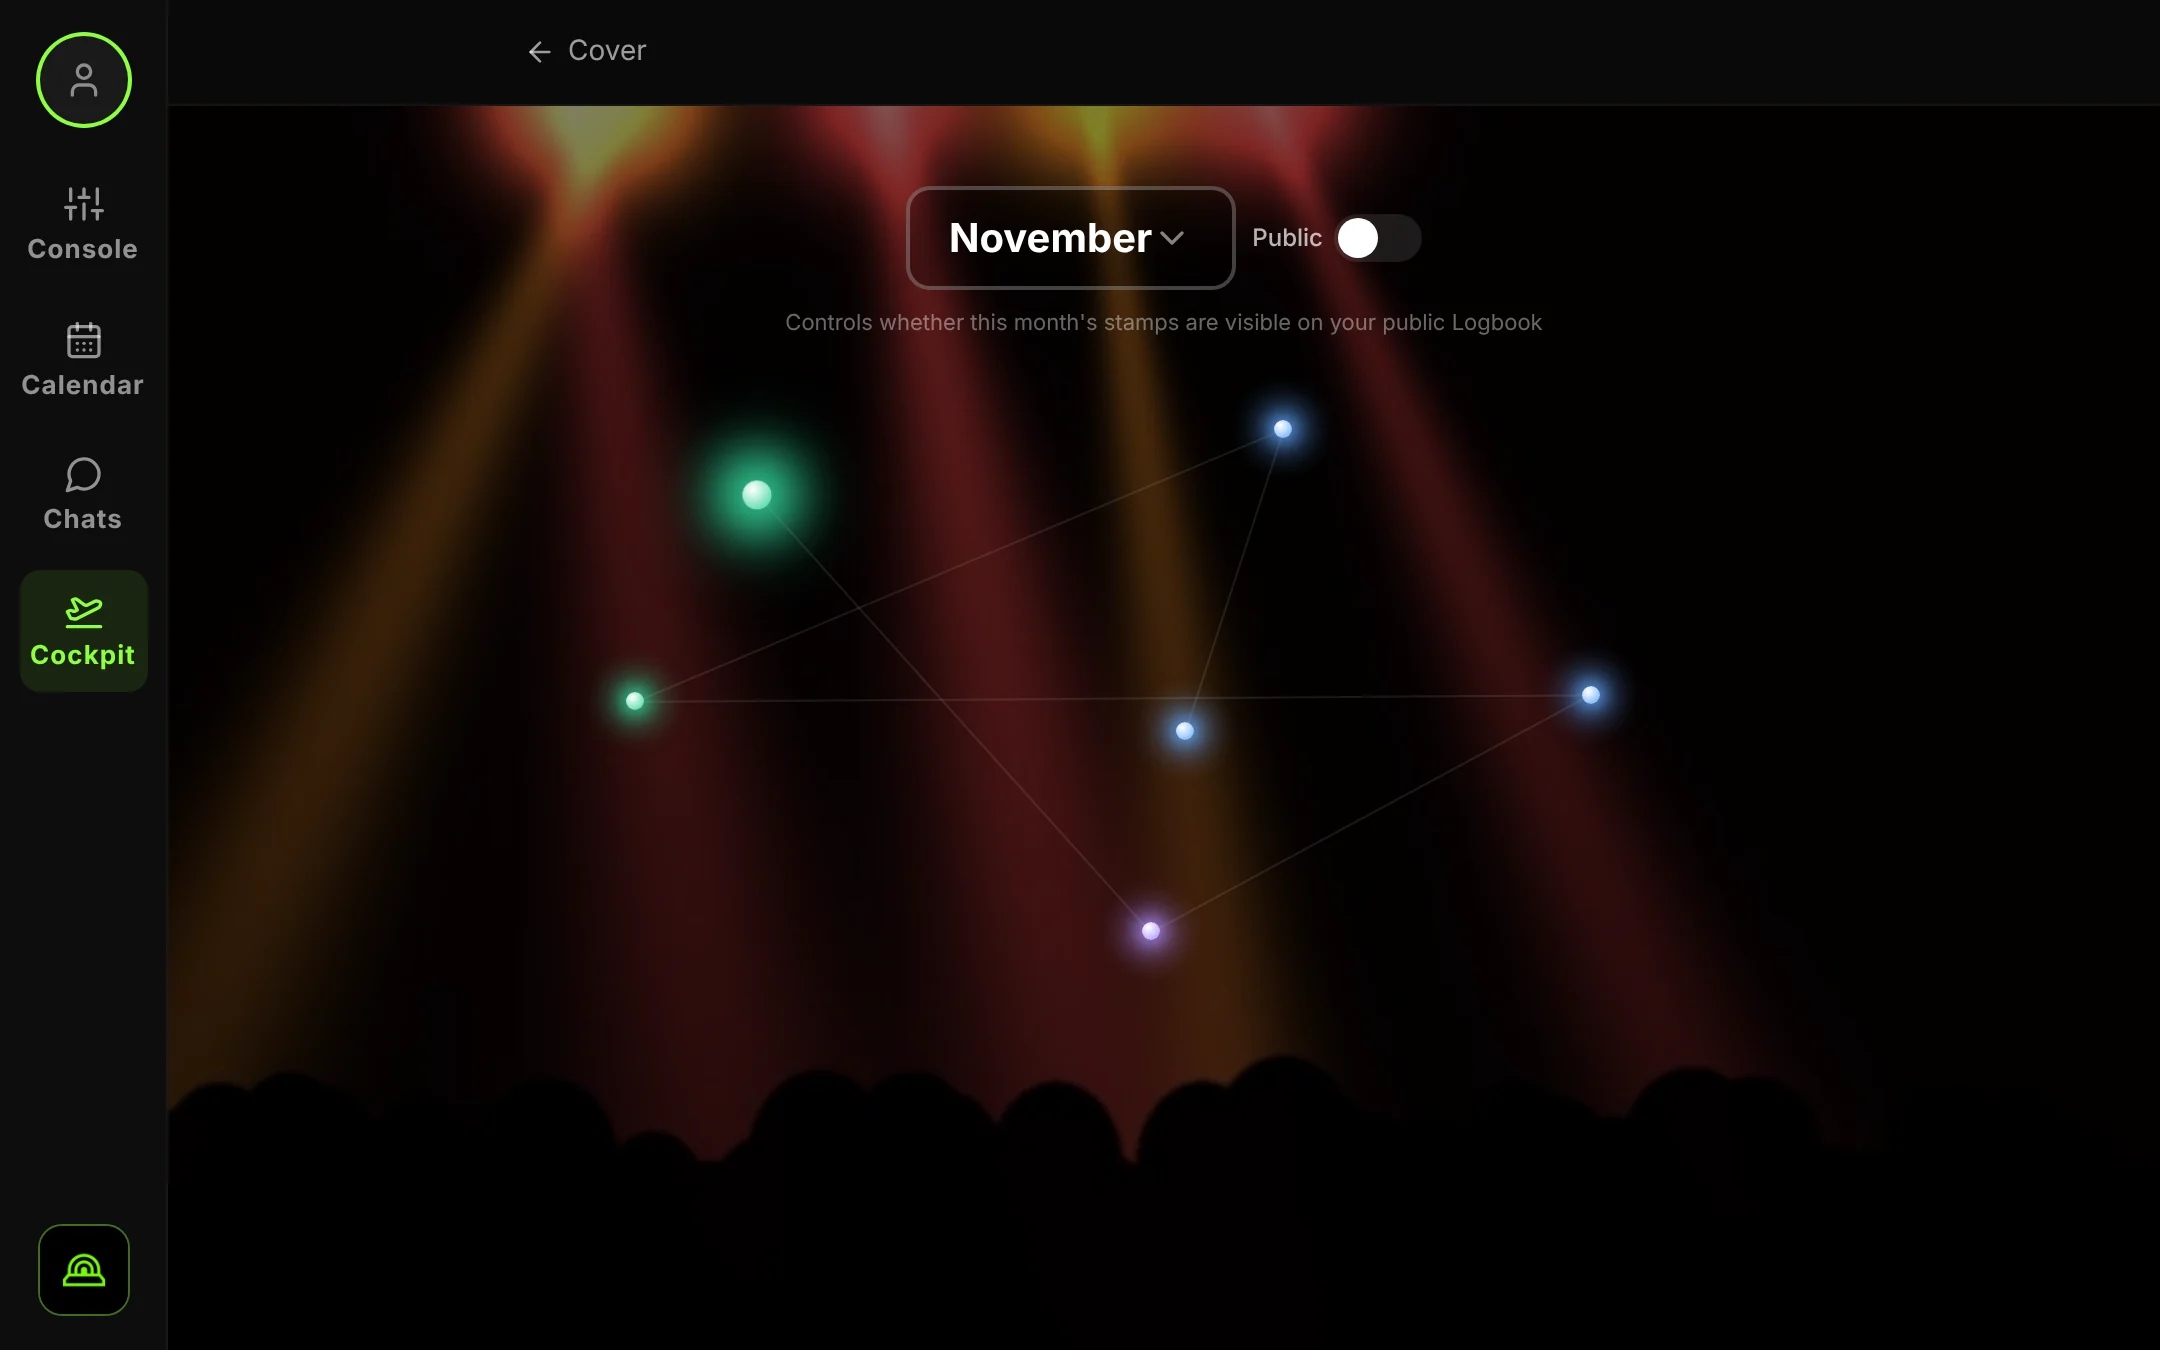 Cover
November
Public
Controls whether this month's stamps are visible on your public Logbook
Console
Calendar
Chats
Cockpit